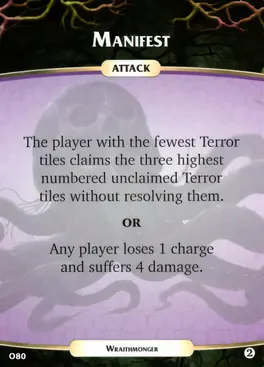 MANIFEST
ATTACK
The player with the fewest Terror
tiles claims the three highest
numbered unclaimed Terror
tiles without resolving them.
OR
Any player loses 1 charge
and suffers 4 damage.
WRAITHMONGER
O80
2